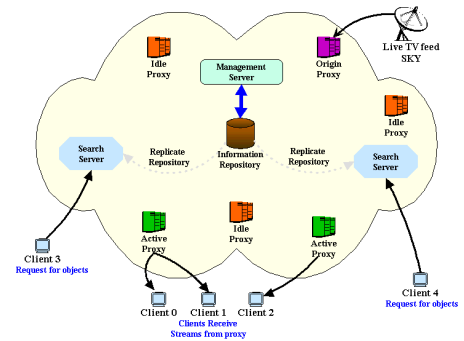 Live TV feed
SKY
Idle
Proxy
Origin
Proxy
Management
Server
Idle
Proxy
Search
Server
Replicate
Repository
Information
Repository
Replicate
Repository
Search
Server
Active
Proxy
Idle
Proxy
Active
Proxy
Client 3
Request for objects
Client 4
Request for objects
Client 0
Client 1
Client 2
Clients Receive
Streams from proxy